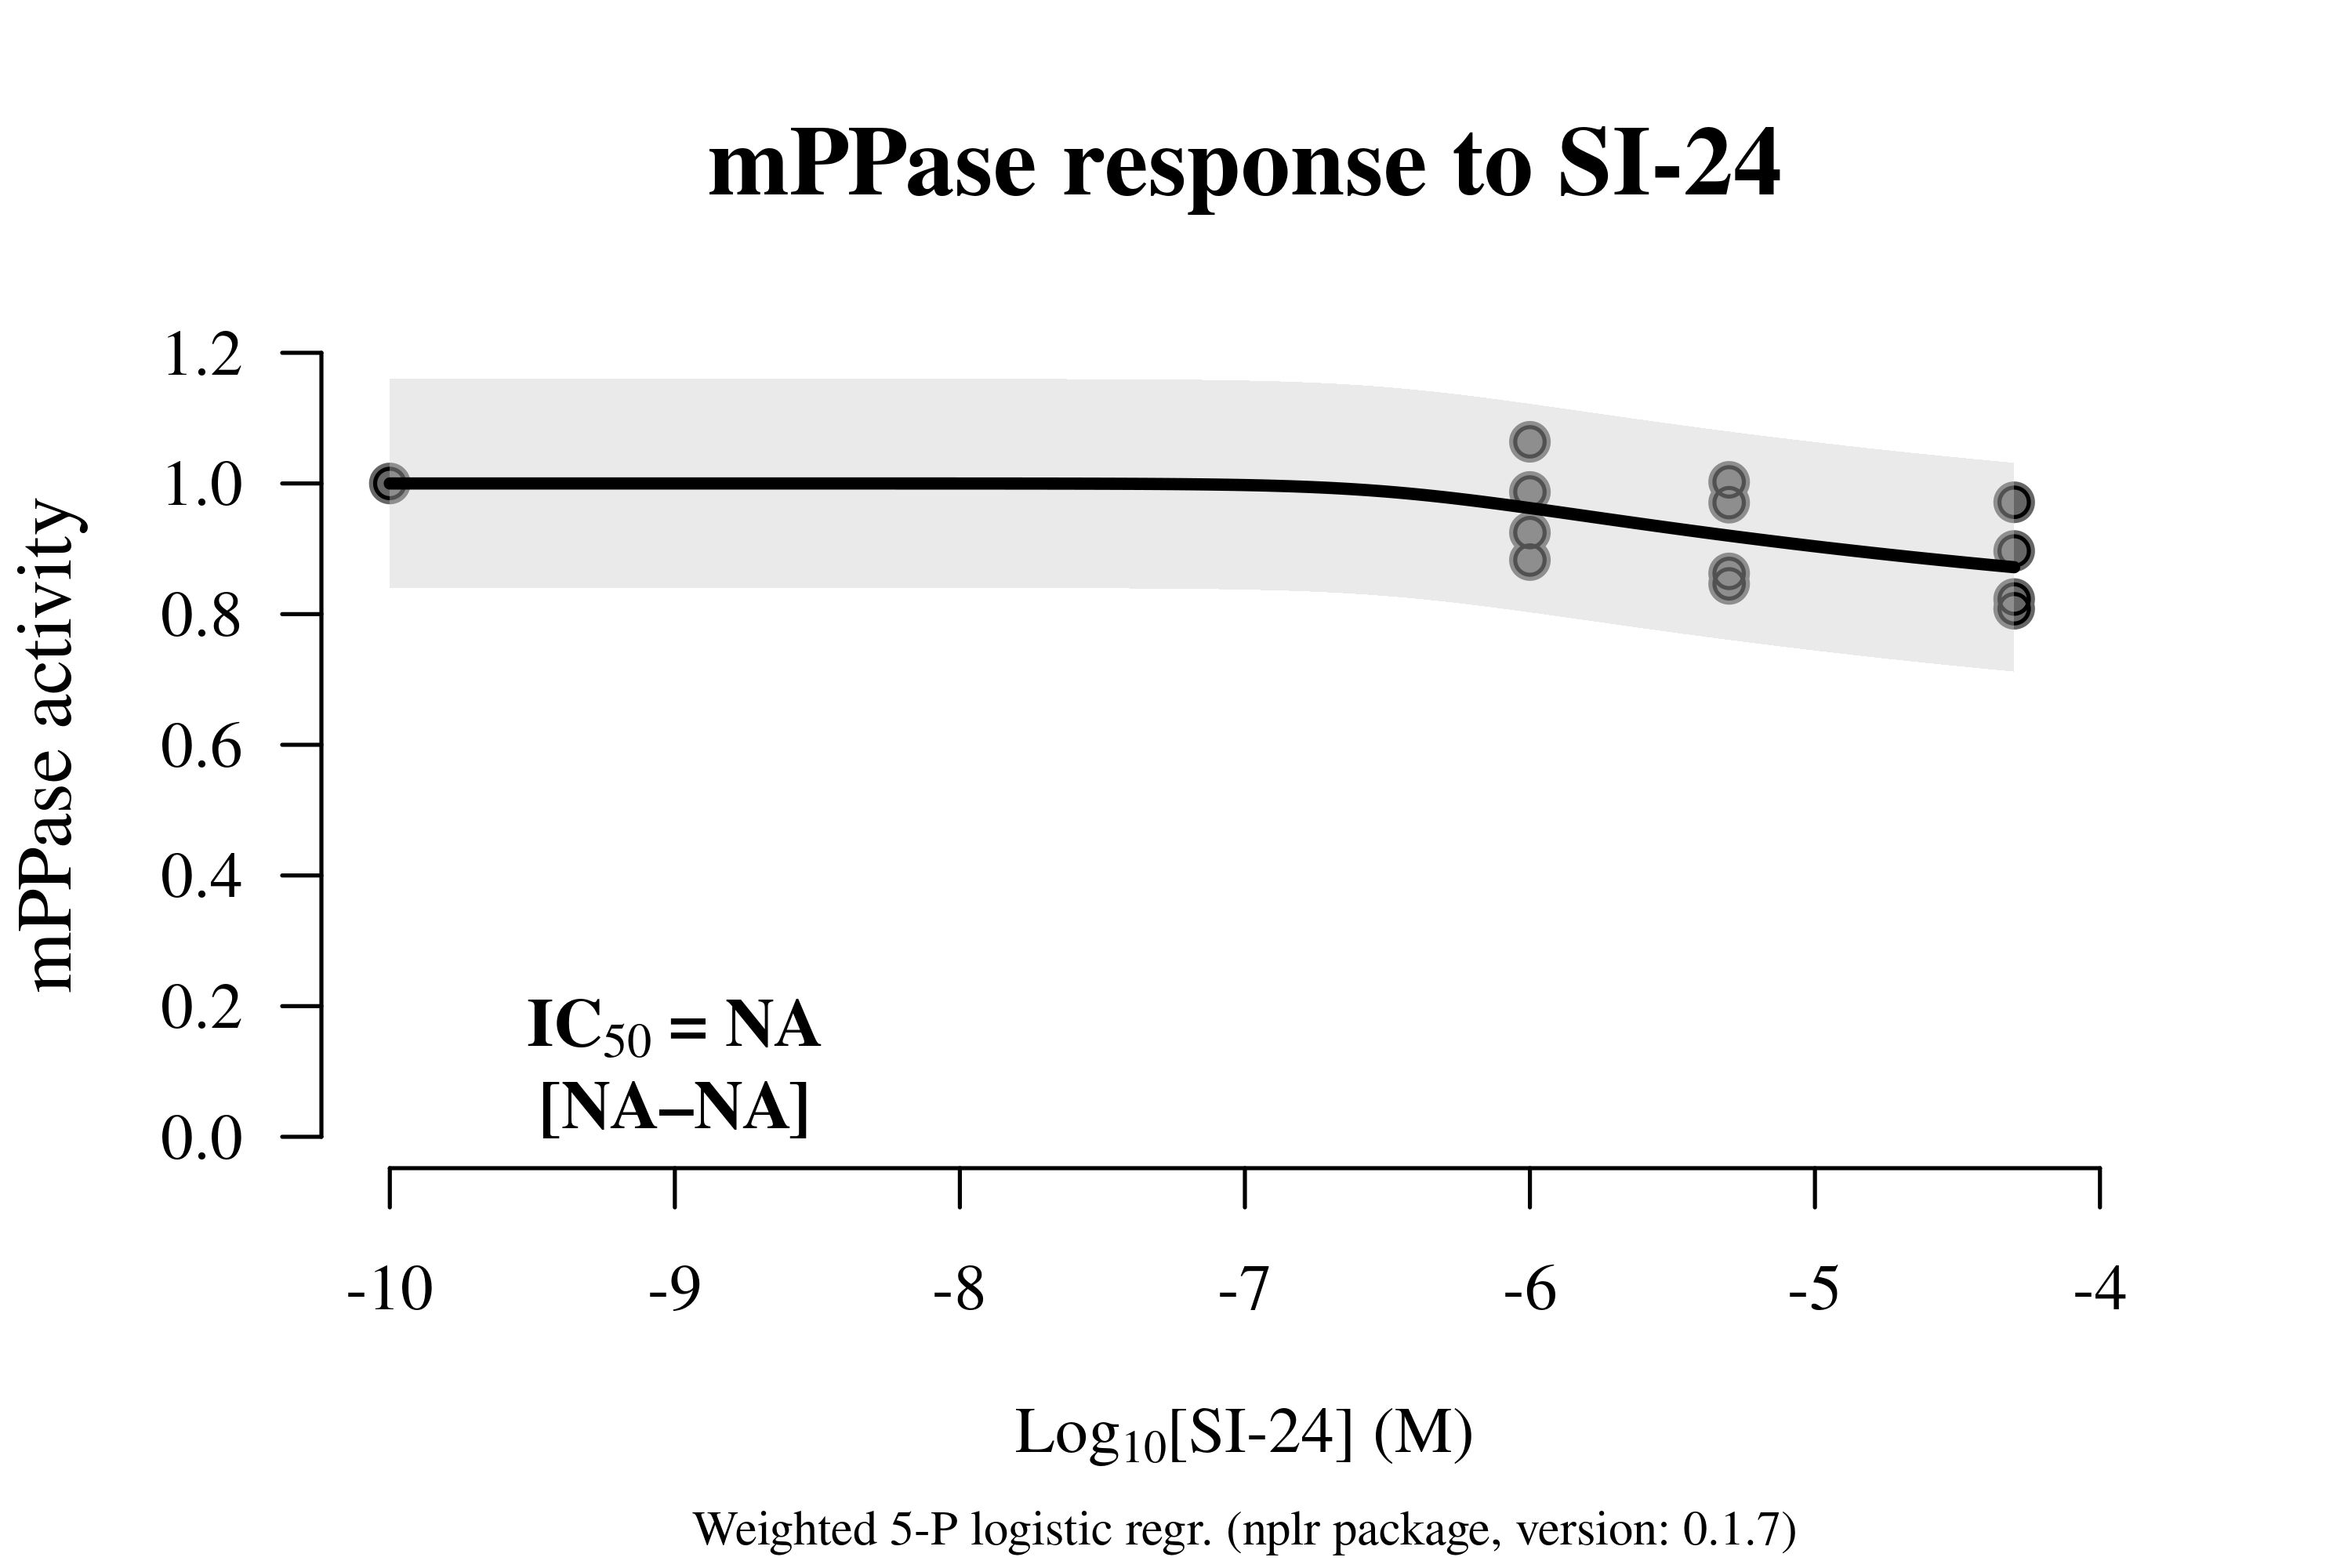 mPPase response to SI-24
mPPase activity
1.2
1.0
0.8
0.6
0.4
0.2
0.0
IC50 = NA
[NA–NA]
-10 -9 -8 -7 -6 -5 -4
Log10[SI-24] (M)
Weighted 5-P logistic regr. (nplr package, version: 0.1.7)